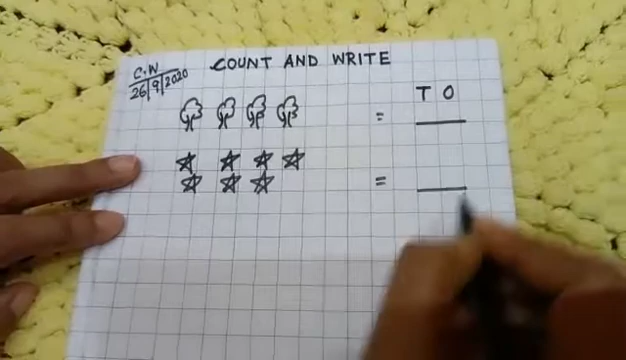 C.W
26|9|2020
COUNT AND WRITE
T O
=
=